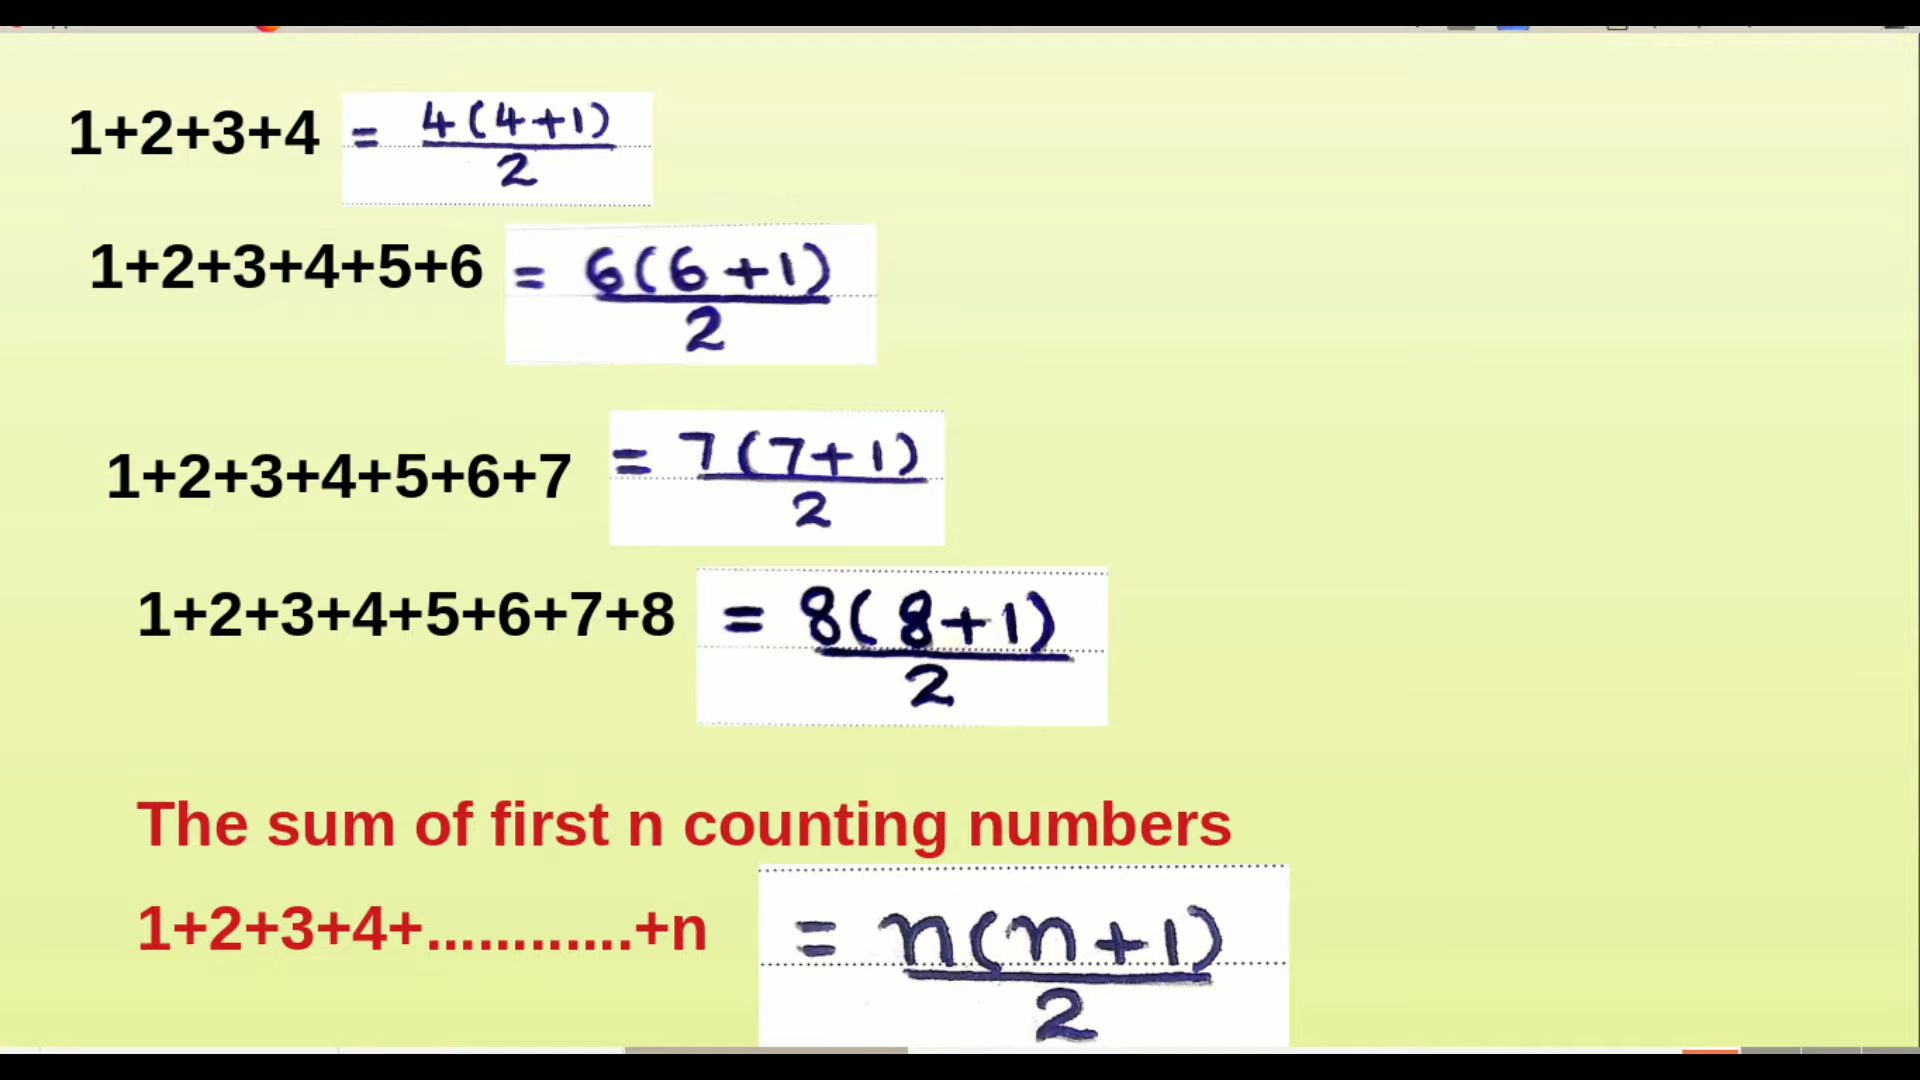 1+2+3+4 = 4(4+1)/2
1+2+3+4+5+6 = 6(6+1)/2
1+2+3+4+5+6+7 = 7(7+1)/2
1+2+3+4+5+6+7+8 = 8(8+1)/2
The sum of first n counting numbers
1+2+3+4+............+n = n(n+1)/2